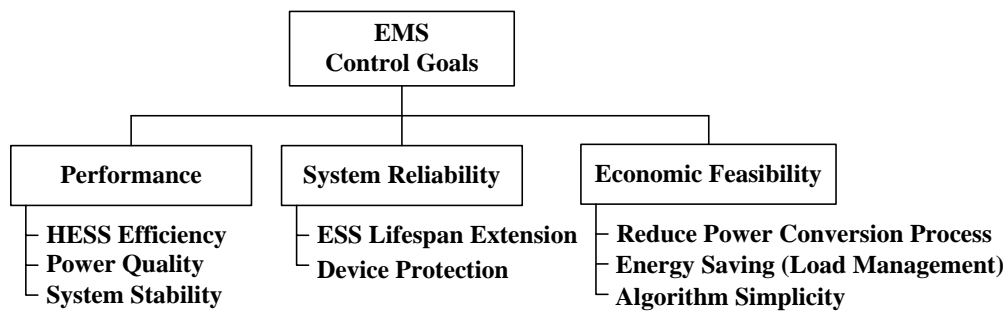 EMS
Control Goals
Performance
HESS Efficiency
Power Quality
System Stability
System Reliability
ESS Lifespan Extension
Device Protection
Economic Feasibility
Reduce Power Conversion Process
Energy Saving (Load Management)
Algorithm Simplicity